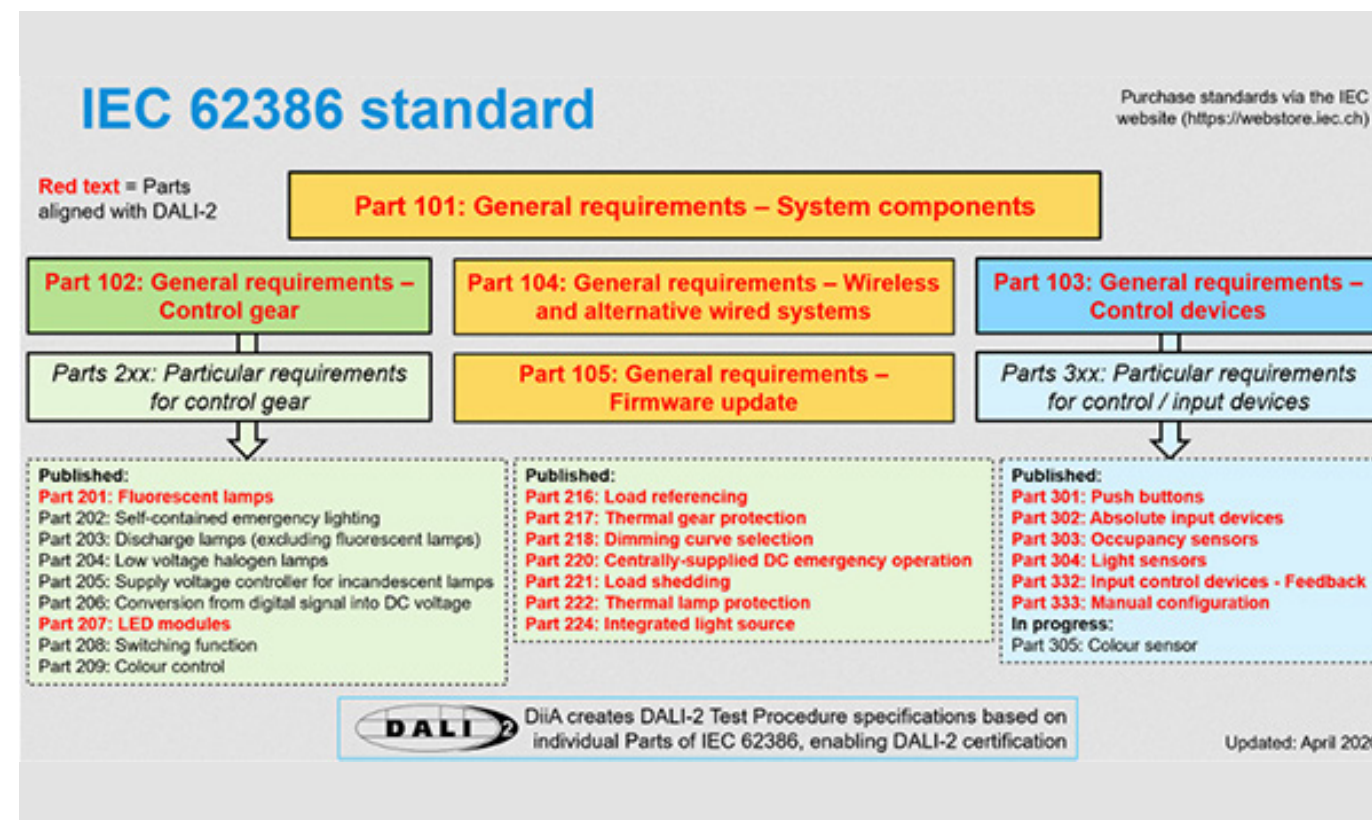 IEC 62386 standard
Purchase standards via the IEC
website (https://webstore.iec.ch)
Red text = Parts
aligned with DALI-2
Part 101: General requirements – System components
Part 102: General requirements –
Control gear
Part 104: General requirements – Wireless
and alternative wired systems
Part 103: General requirements –
Control devices
Parts 2xx: Particular requirements
for control gear
Part 105: General requirements –
Firmware update
Parts 3xx: Particular requirements
for control / input devices
Published:
Part 201: Fluorescent lamps
Part 202: Self-contained emergency lighting
Part 203: Discharge lamps (excluding fluorescent lamps)
Part 204: Low voltage halogen lamps
Part 205: Supply voltage controller for incandescent lamps
Part 206: Conversion from digital signal into DC voltage
Part 207: LED modules
Part 208: Switching function
Part 209: Colour control
Published:
Part 216: Load referencing
Part 217: Thermal gear protection
Part 218: Dimming curve selection
Part 220: Centrally-supplied DC emergency operation
Part 221: Load shedding
Part 222: Thermal lamp protection
Part 224: Integrated light source
Published:
Part 301: Push buttons
Part 302: Absolute input devices
Part 303: Occupancy sensors
Part 304: Light sensors
Part 332: Input control devices - Feedback
Part 333: Manual configuration
In progress:
Part 305: Colour sensor
DALI 2
DiiA creates DALI-2 Test Procedure specifications based on
individual Parts of IEC 62386, enabling DALI-2 certification
Updated: April